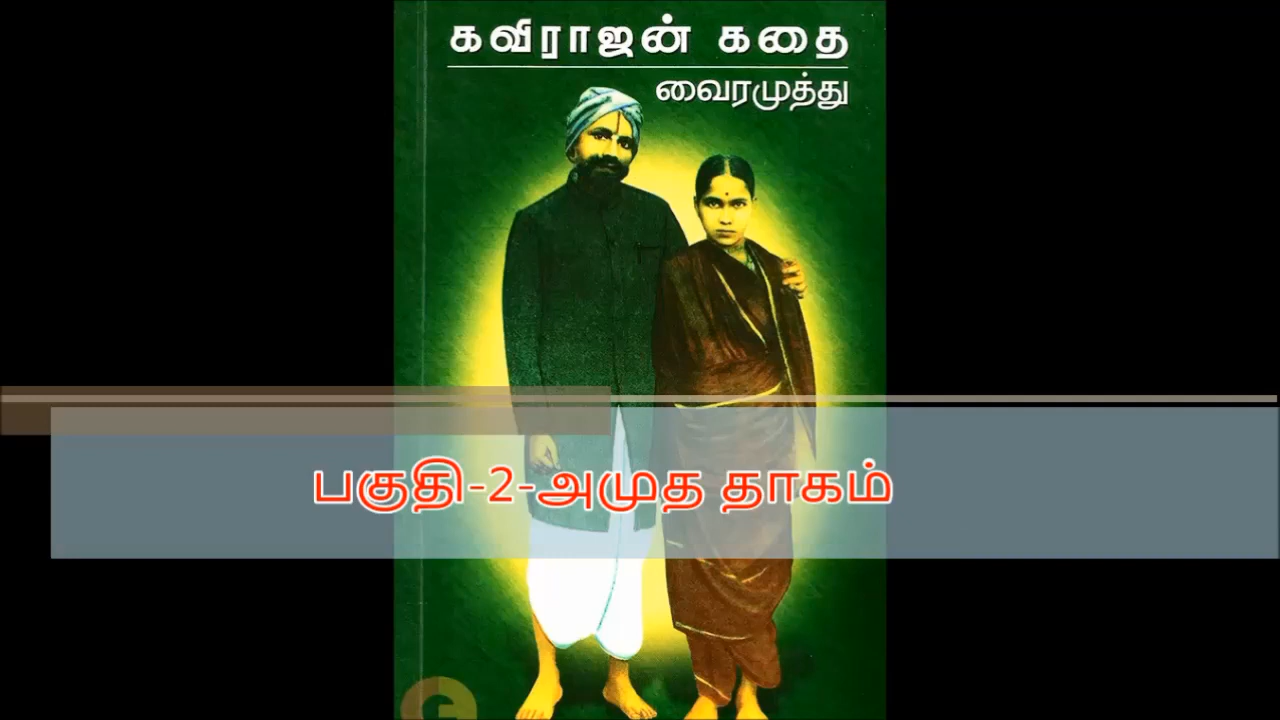 கவிராஜன் கதை
வைரமுத்து
பகுதி-2-அமுத தாகம்